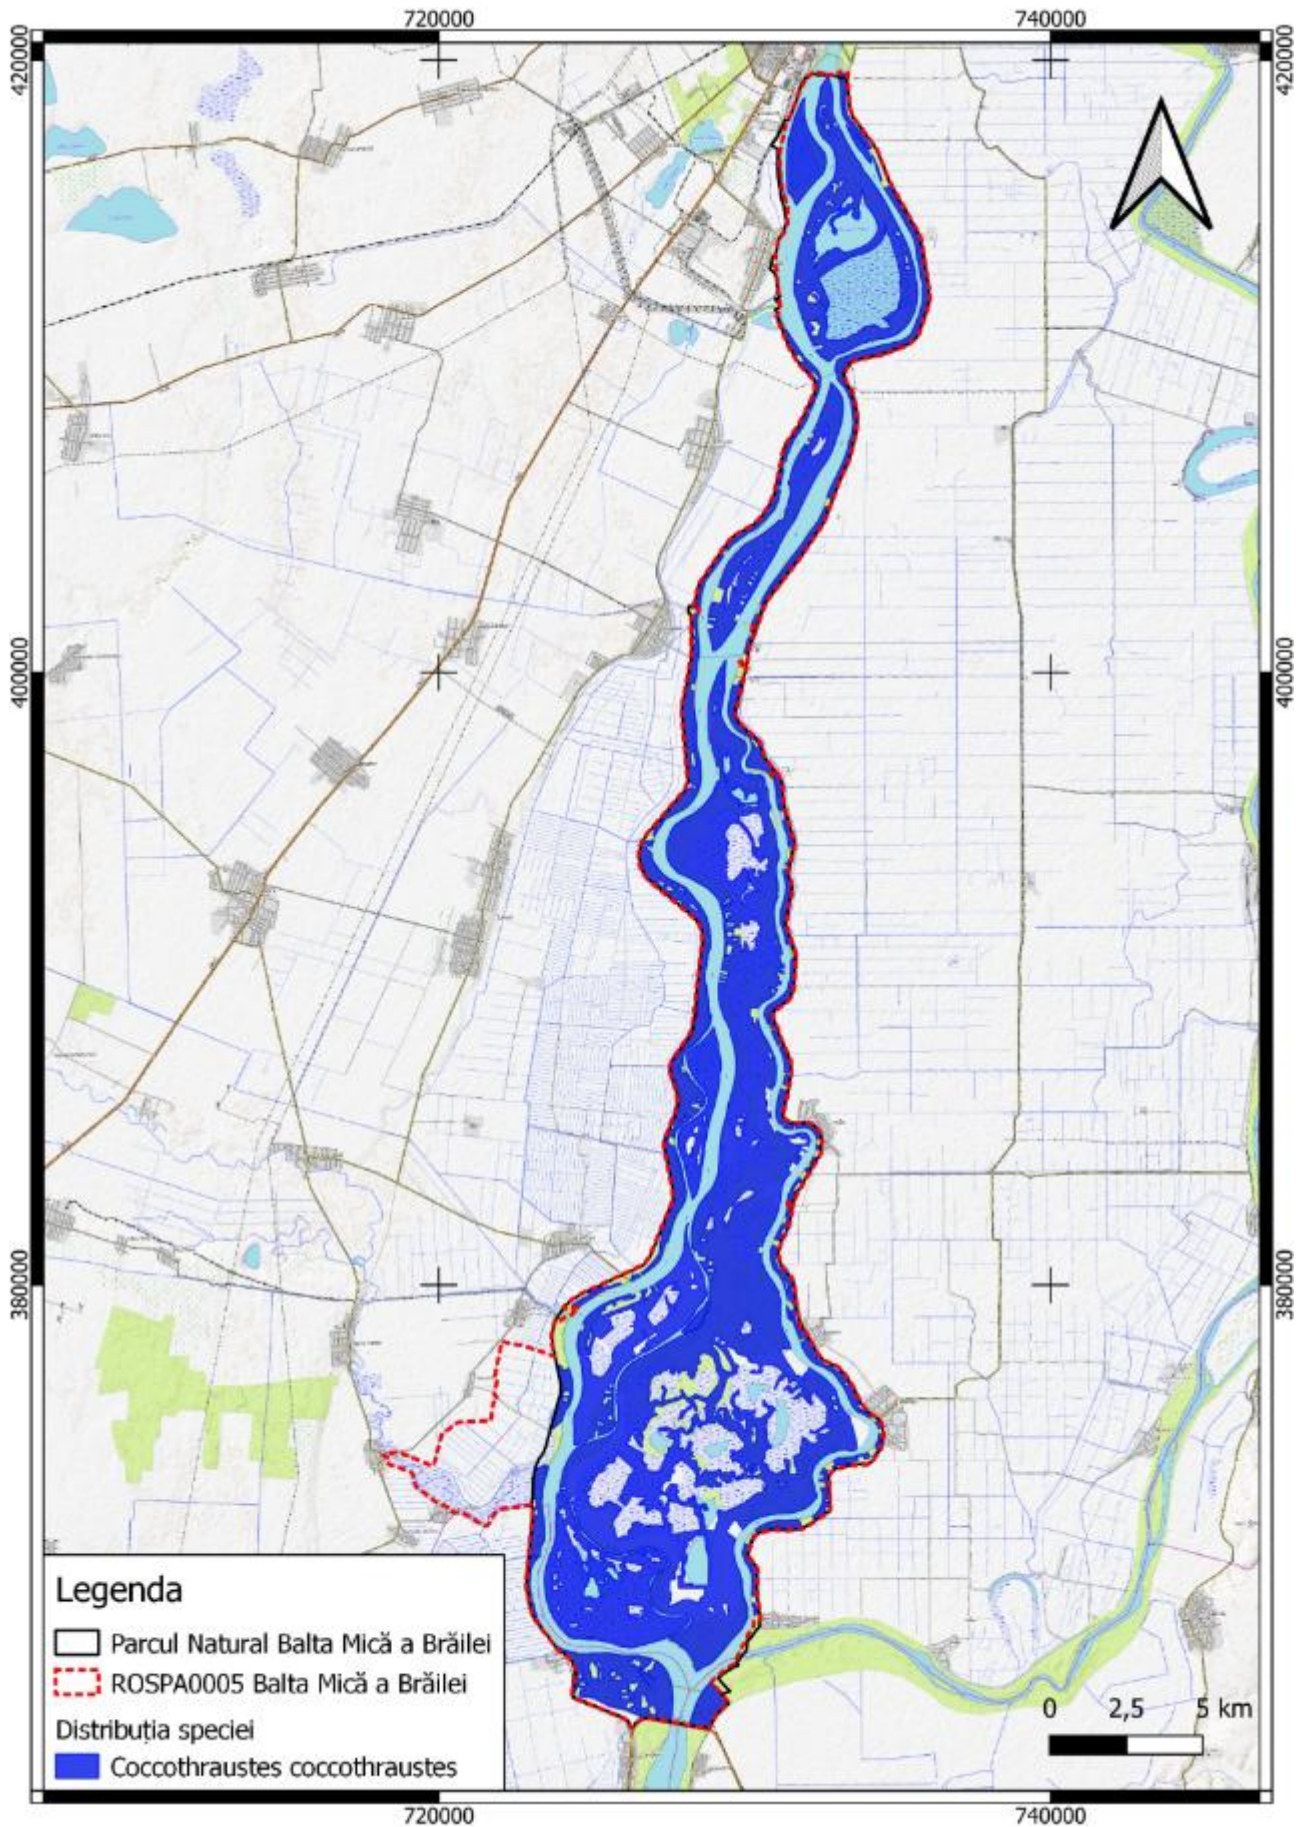 720000 740000
420000 420000
400000 400000
380000 380000
Legenda
Parcul Natural Balta Mică a Brăilei
ROSPA0005 Balta Mică a Brăilei
Distribuția speciei
Coccothraustes coccothraustes
0 2,5 5 km
720000 740000